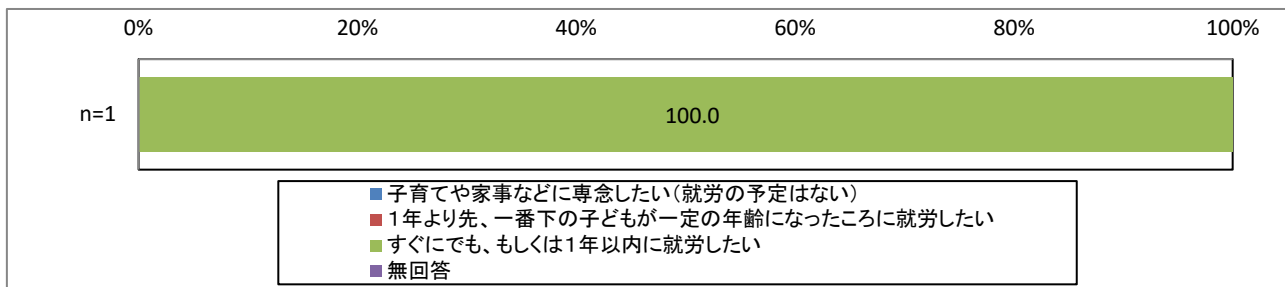 0% 20% 40% 60% 80% 100%
n=1 100.0
子育てや家事などに専念したい（就労の予定はない）
１年より先、一番下の子どもが一定の年齢になったころに就労したい
すぐにでも、もしくは１年以内に就労したい
無回答